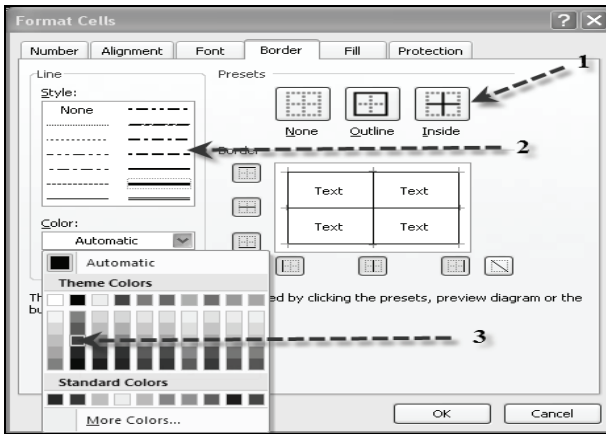 Format Cells
Number Alignment Font Border Fill Protection
Line
Presets
1
Style:
None
None Outline Inside
2
Border
Text Text
Text Text
Color:
Automatic
Automatic
Theme Colors
ed by clicking the presets, preview diagram or the
3
Standard Colors
More Colors...
OK Cancel